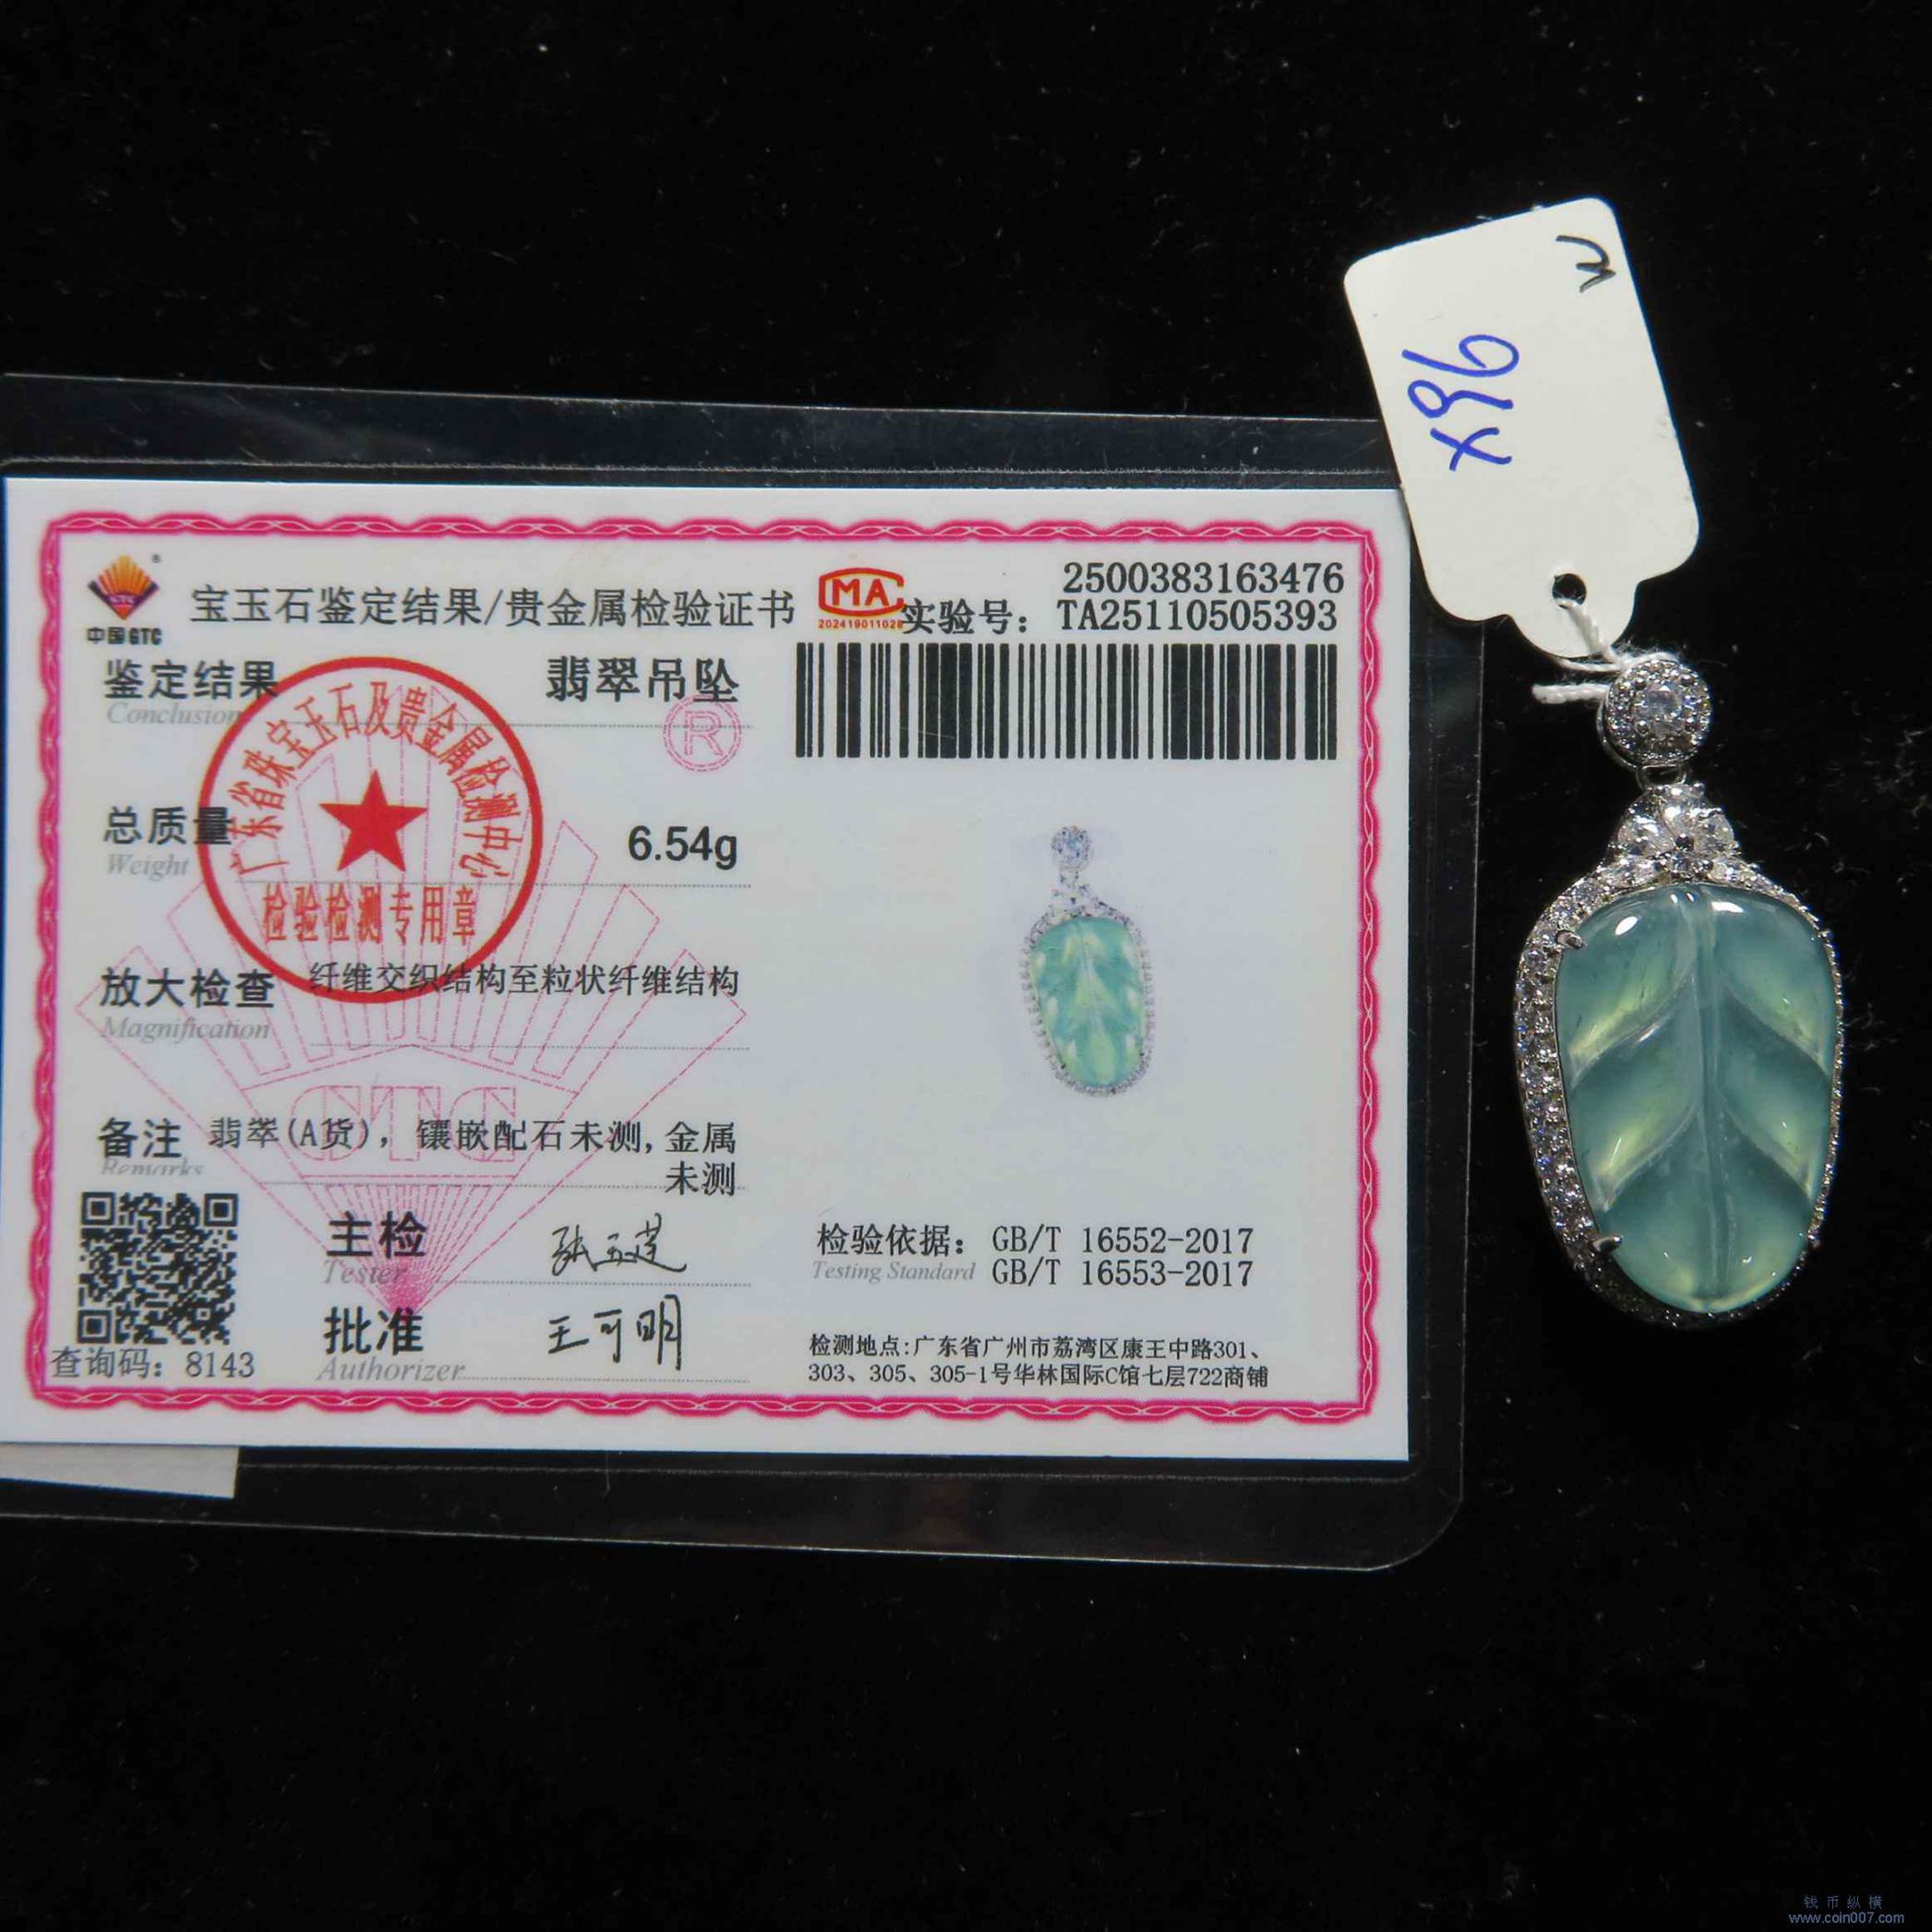 中国GTC
宝玉石鉴定结果/贵金属检验证书
MA
2500383163476
实验号: TA25110505393
鉴定结果 翡翠吊坠
Conclusion
R
广东省珠宝玉石及贵金属检测中心
检验检测专用章
总质量 6.54g
Weight
放大检查 纤维交织结构至粒状纤维结构
Magnification
GTC
备注 翡翠(A货), 镶嵌配石未测, 金属
未测
Remarks
主检
Tester
批准 王可明
Authorizer
查询码: 8143
检验依据: GB/T 16552-2017
Testing Standard GB/T 16553-2017
检测地点:广东省广州市荔湾区康王中路301、
303、305、305-1号华林国际C馆七层722商铺
钱币纵横
www.coin007.com